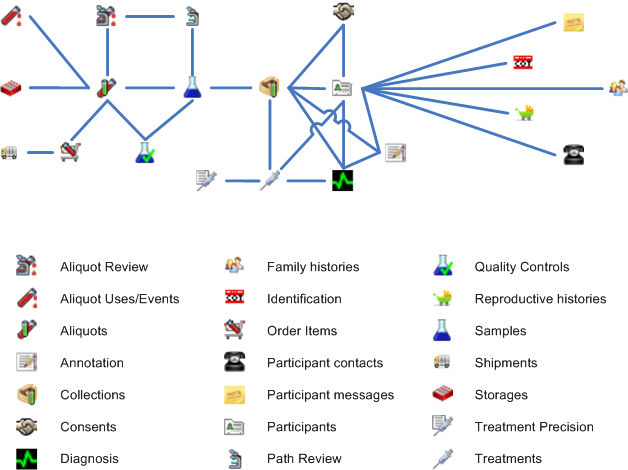 Aliquot Review
Family histories
Quality Controls
Aliquot Uses/Events
Identification
Reproductive histories
Aliquots
Order Items
Samples
Annotation
Participant contacts
Shipments
Collections
Participant messages
Storages
Consents
Participants
Treatment Precision
Diagnosis
Path Review
Treatments